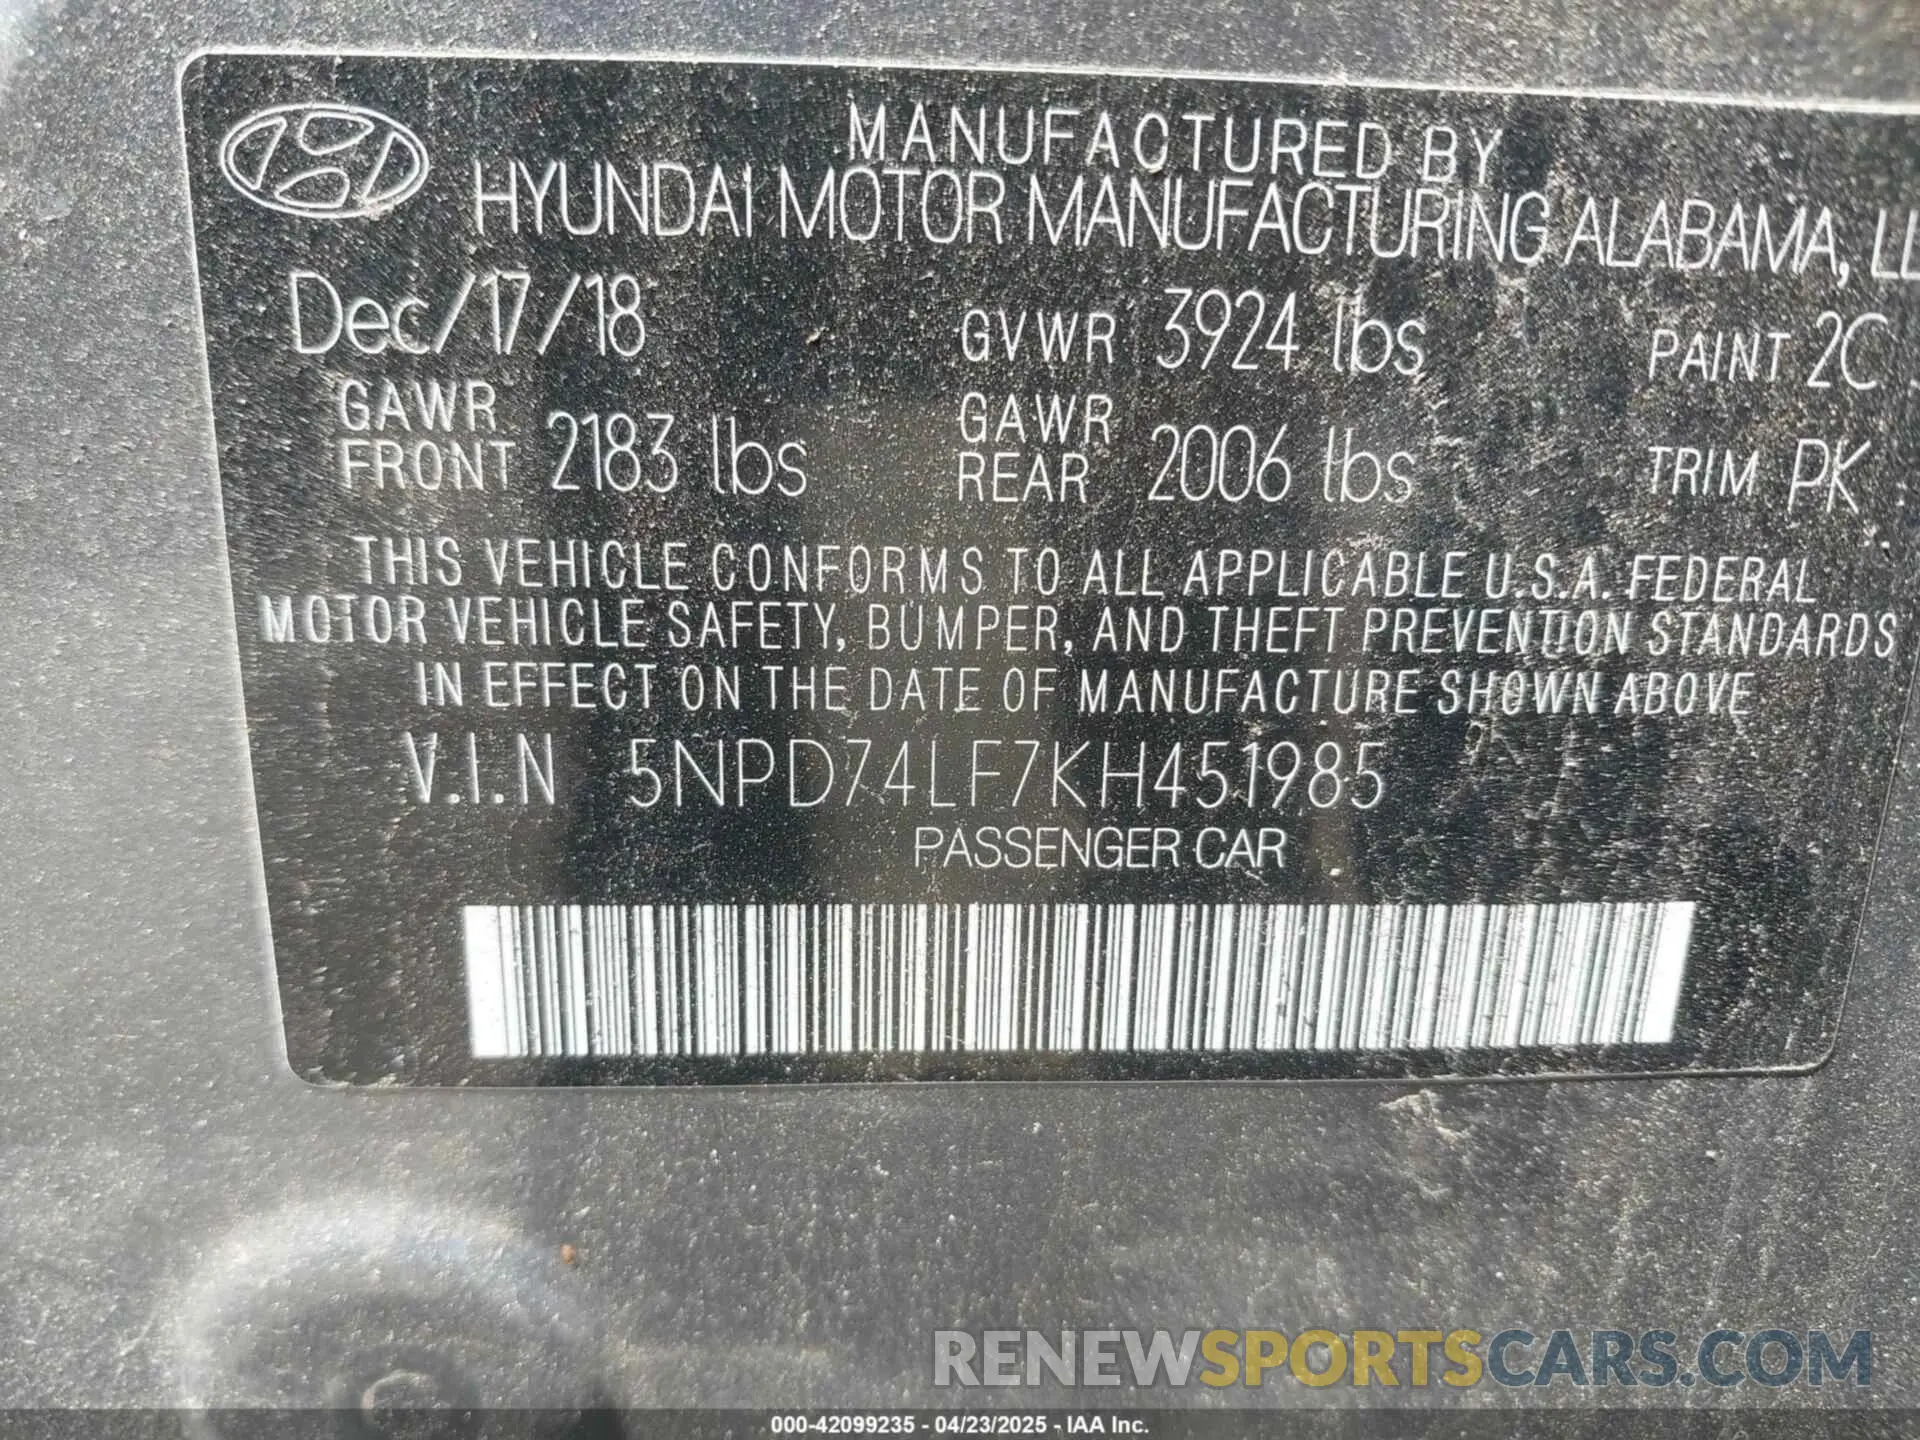 MANUFACTURED BY
HYUNDAI MOTOR MANUFACTURING ALABAMA, LL
Dec/17/18 GVWR 3924 lbs PAINT 2C
GAWR FRONT 2183 lbs GAWR REAR 2006 lbs TRIM PK
THIS VEHICLE CONFORMS TO ALL APPLICABLE U.S.A. FEDERAL
MOTOR VEHICLE SAFETY, BUMPER, AND THEFT PREVENTION STANDARDS
IN EFFECT ON THE DATE OF MANUFACTURE SHOWN ABOVE
V.I.N 5NPD74LF7KH451985
PASSENGER CAR
RENEWSPORTSCARS.COM
000-42099235 - 04/23/2025 - IAA Inc.